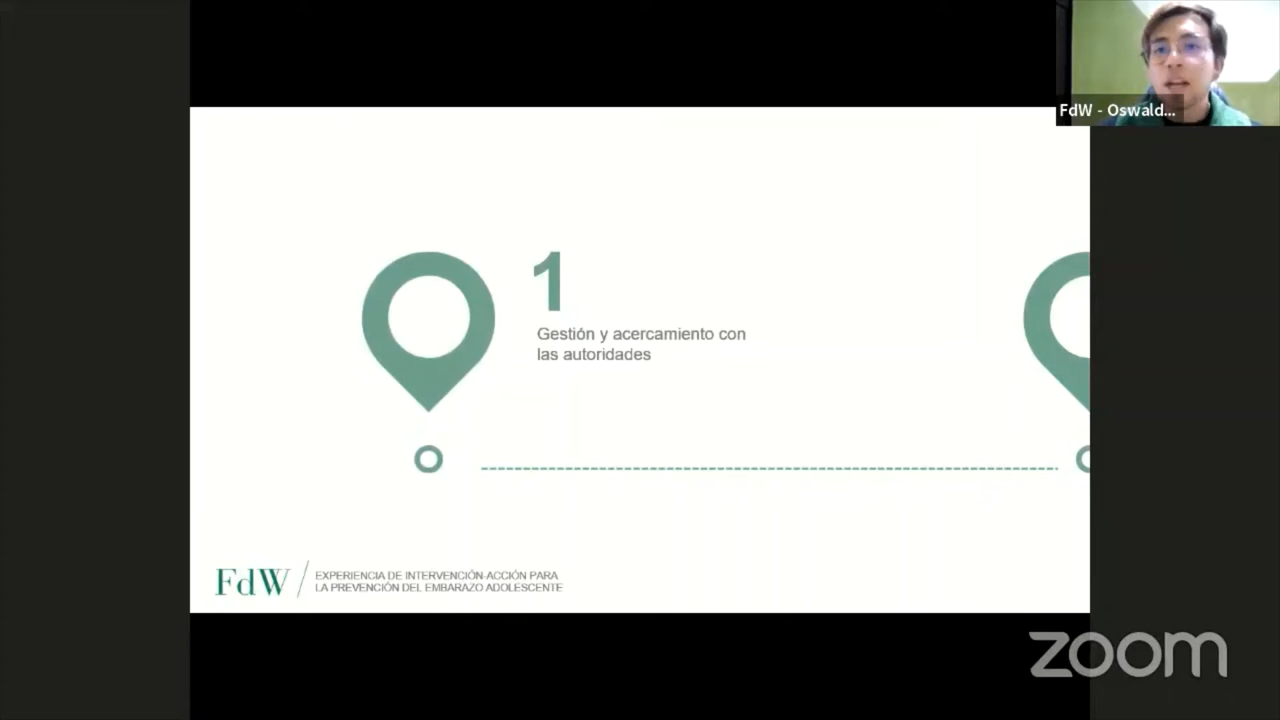 FdW - Oswald...
1
Gestión y acercamiento con
las autoridades
FdW
EXPERIENCIA DE INTERVENCIÓN-ACCIÓN PARA
LA PREVENCIÓN DEL EMBARAZO ADOLESCENTE
zoom